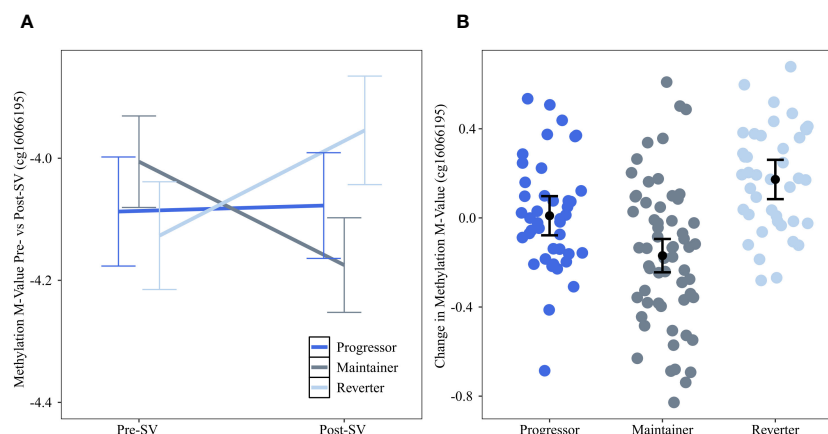 A
B
Methylation M-Value Pre- vs Post-SV (cg16066195)
-4.0
-4.2
-4.4
Progressor
Maintainer
Reverter
Pre-SV
Post-SV
Change in Methylation M-Value (cg16066195)
0.4
0.0
-0.4
-0.8
Progressor
Maintainer
Reverter